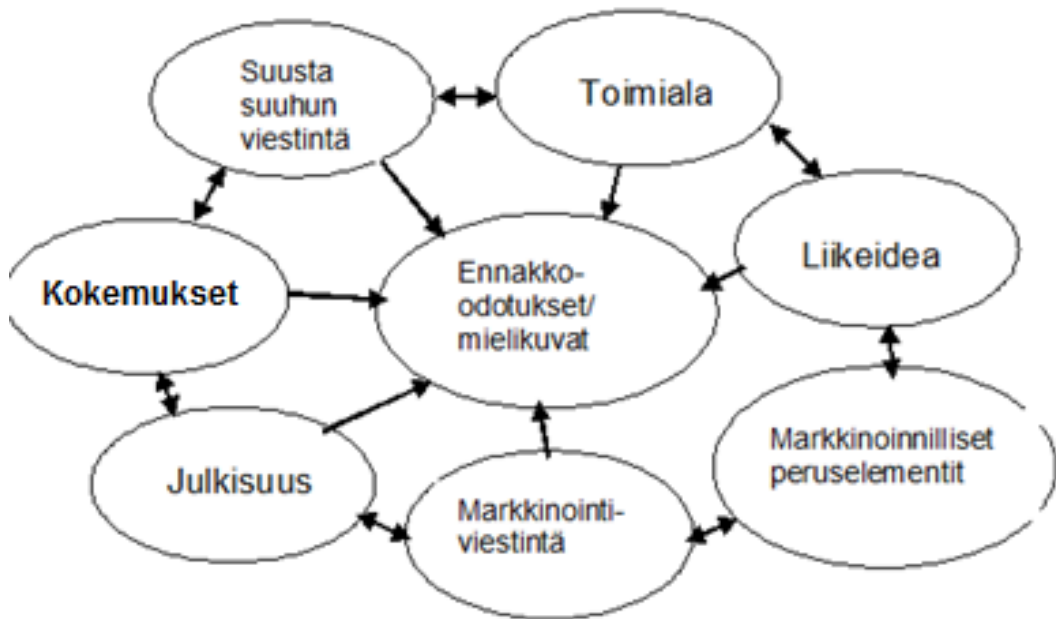 Suusta
suuhun
viestintä
Toimiala
Liikeidea
Kokemukset
Ennakko-
odotukset/
mielikuvat
Markkinoinnilliset
peruselementit
Julkisuus
Markkinointi-
viestintä